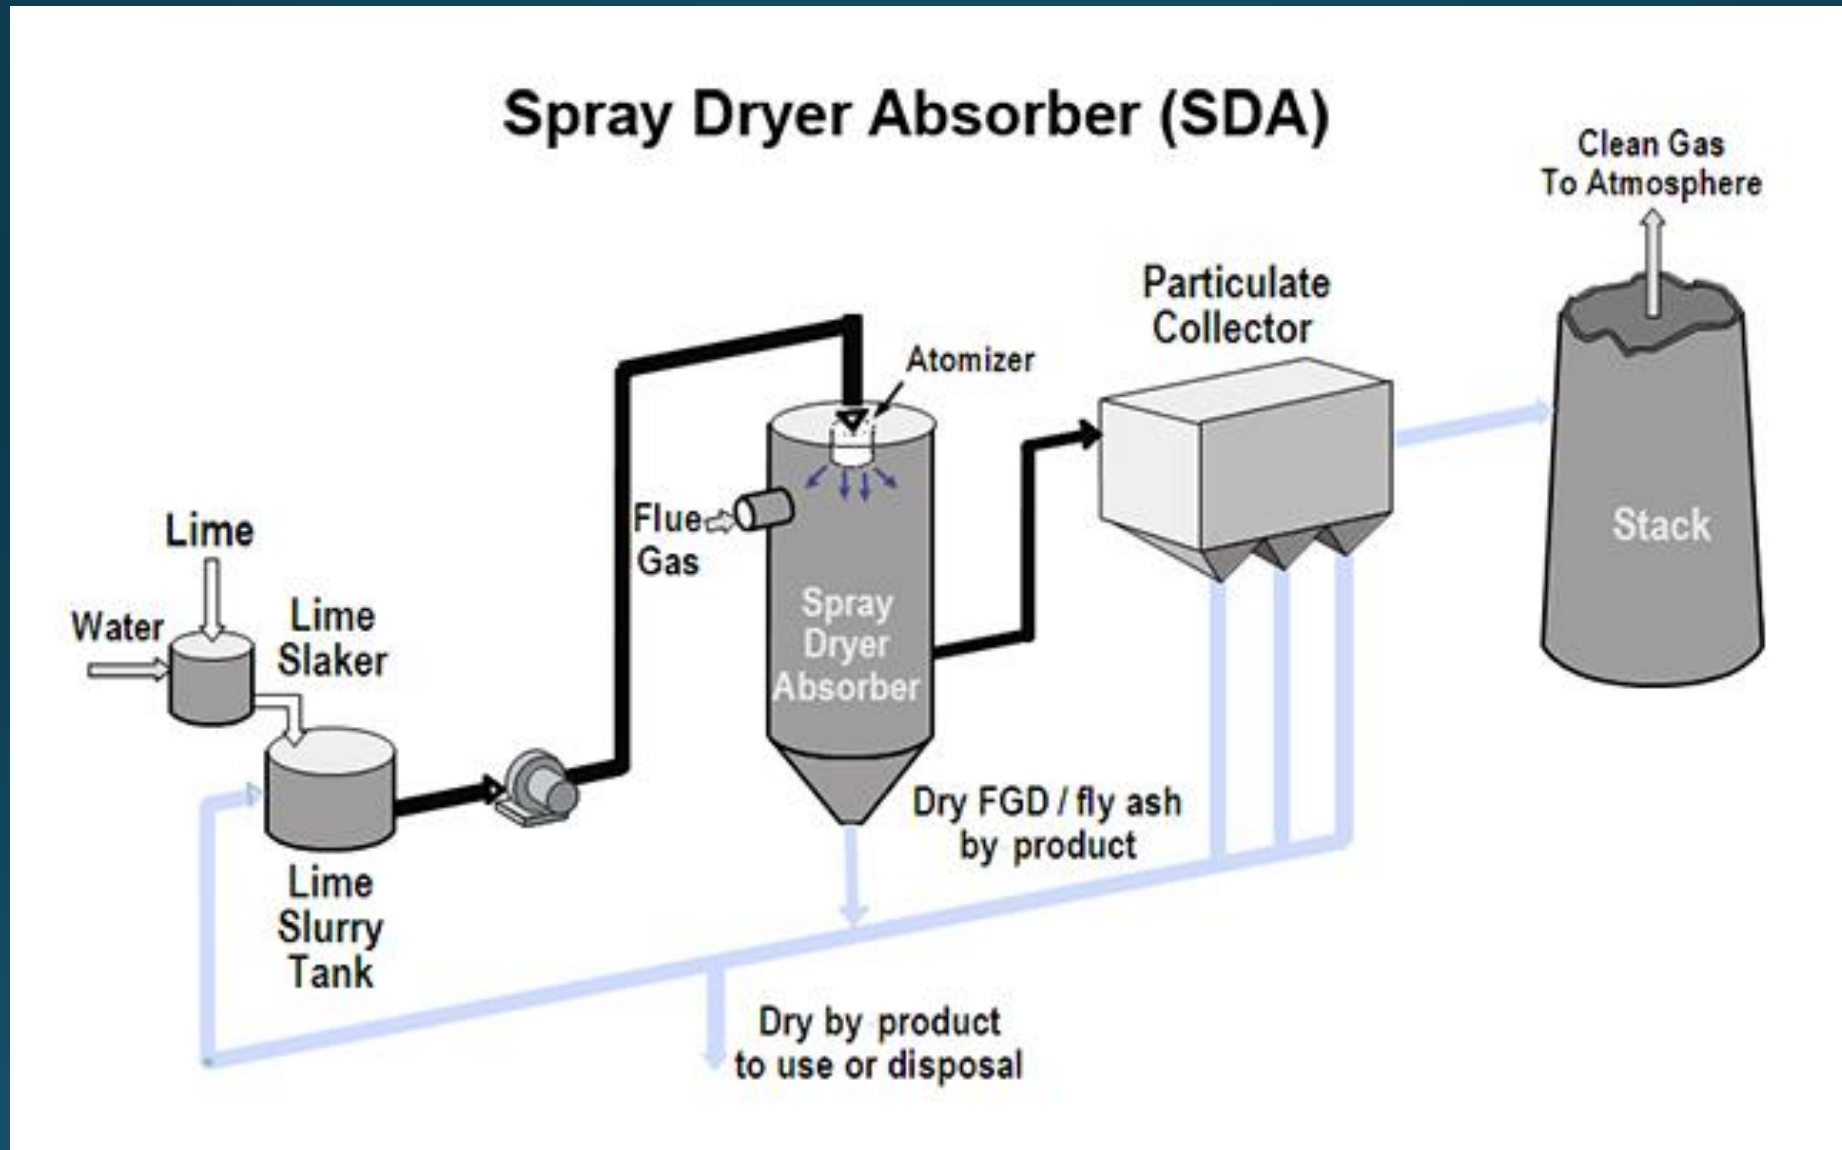 Spray Dryer Absorber (SDA)
Clean Gas
To Atmosphere
Particulate
Collector
Atomizer
Flue
Gas
Lime
Water
Lime
Slaker
Spray
Dryer
Absorber
Stack
Dry FGD / fly ash
by product
Lime
Slurry
Tank
Dry by product
to use or disposal